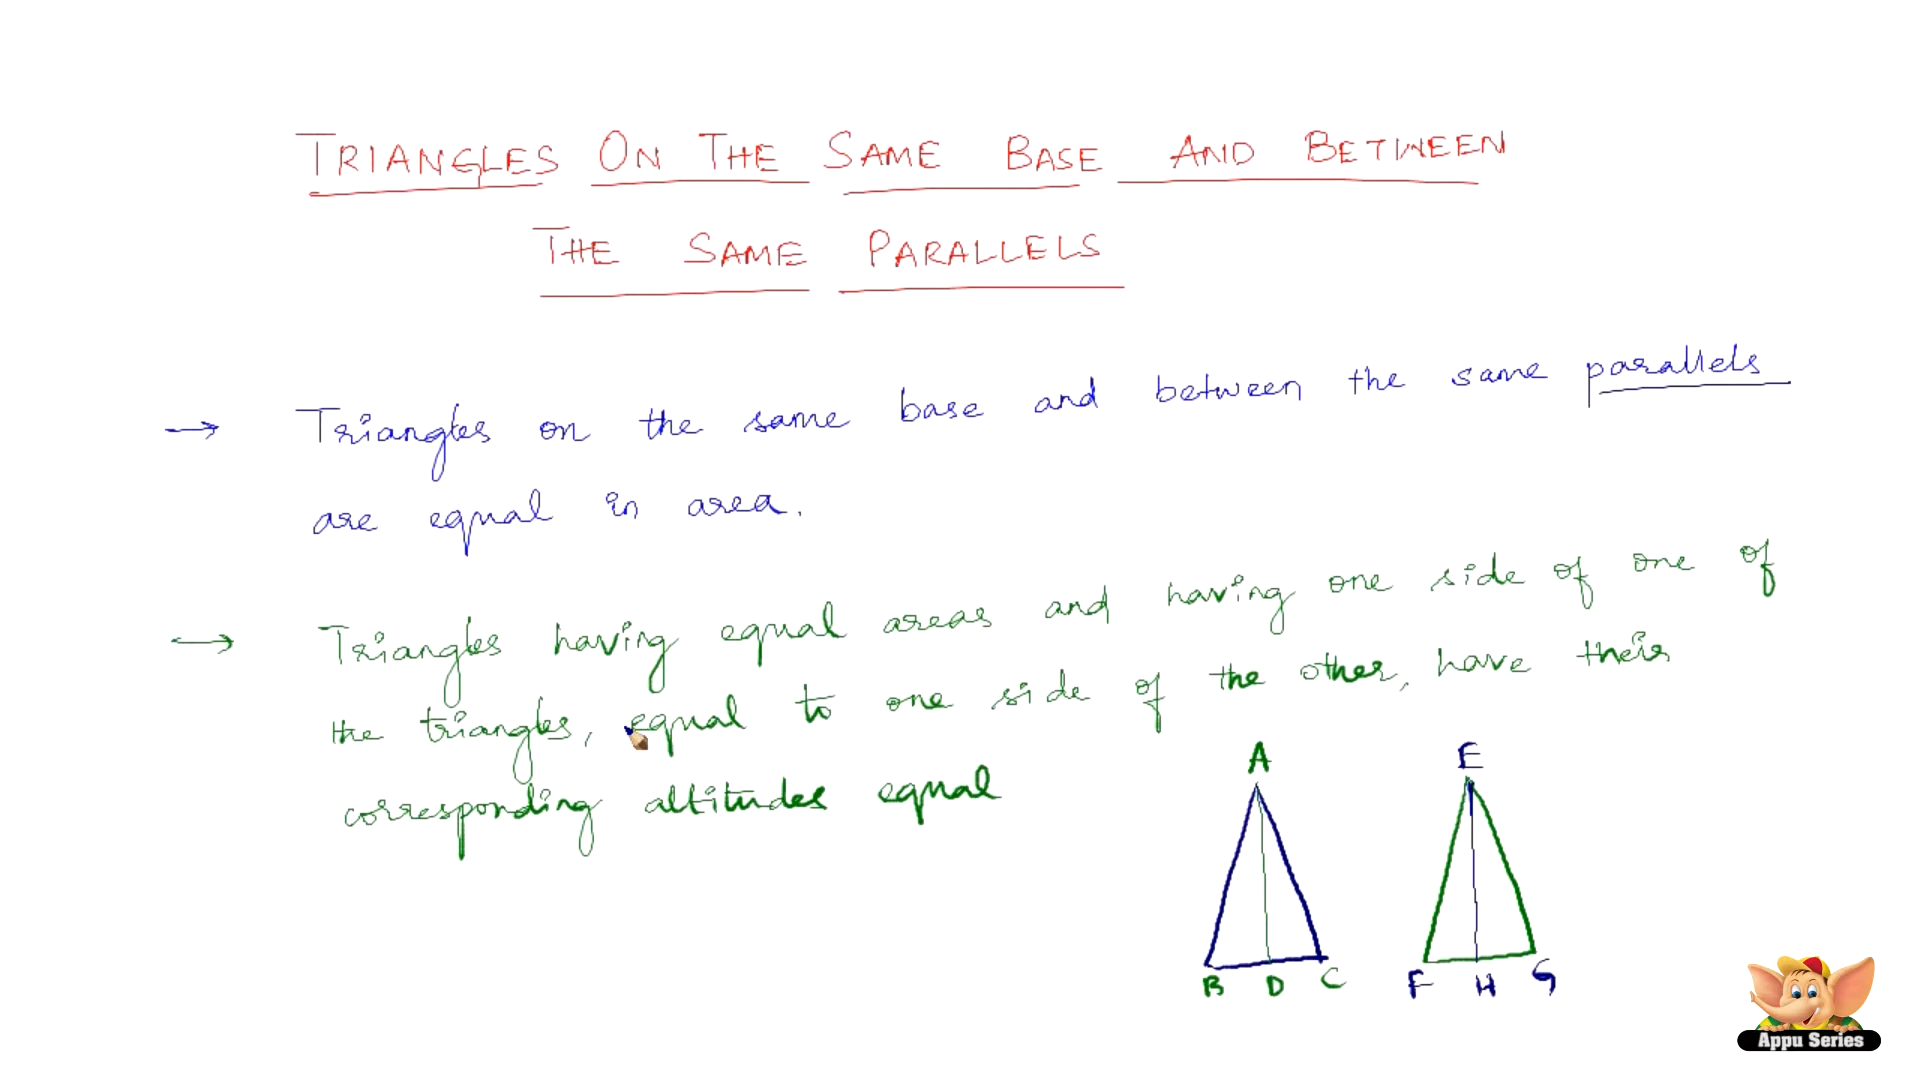 TRIANGLES ON THE SAME BASE AND BETWEEN
THE SAME PARALLELS
→ Triangles on the same base and between the same parallels
are equal in area.
→ Triangles having equal areas and having one side of one of
the triangles, equal to one side of the other, have their
corresponding altitudes equal
A E
B D C F H G
Appu Series